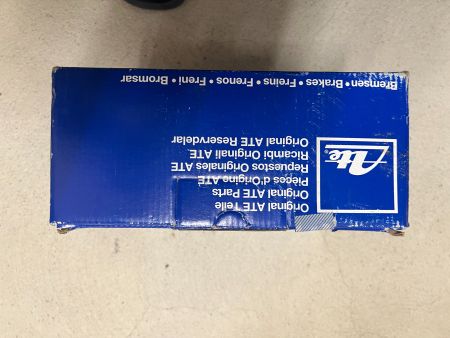 Ate®
Original ATE Teile
Original ATE Parts
Pièces d'Origine ATE
Repuestos Originales ATE
Ricambi Originali ATE
Original ATE Reservdelar
Bremsen • Brakes • Freins • Frenos • Freni • Bromsar